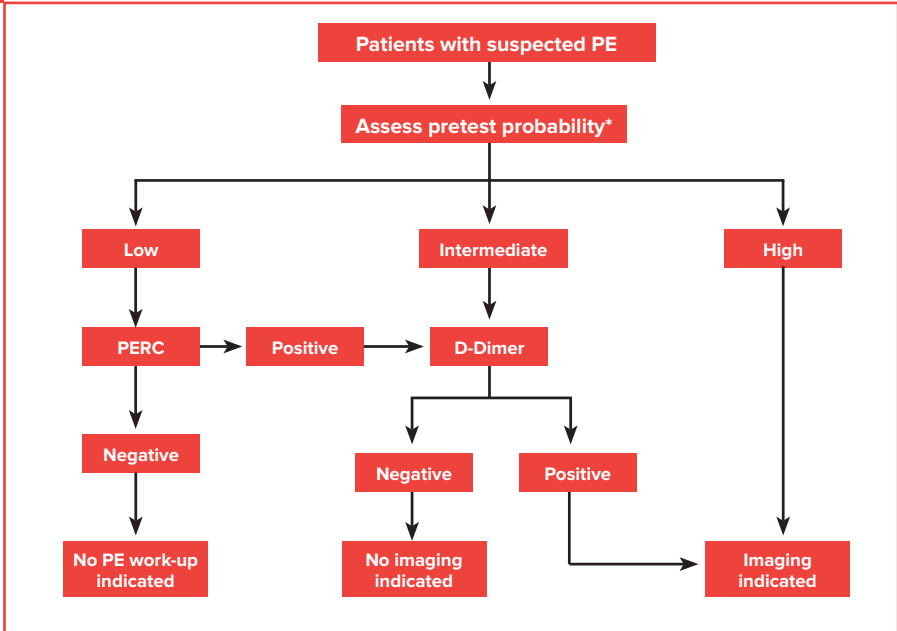 Patients with suspected PE
Assess pretest probability*
Low
Intermediate
High
PERC
Positive
D-Dimer
Negative
Negative
Positive
No PE work-up
indicated
No imaging
indicated
Imaging
indicated